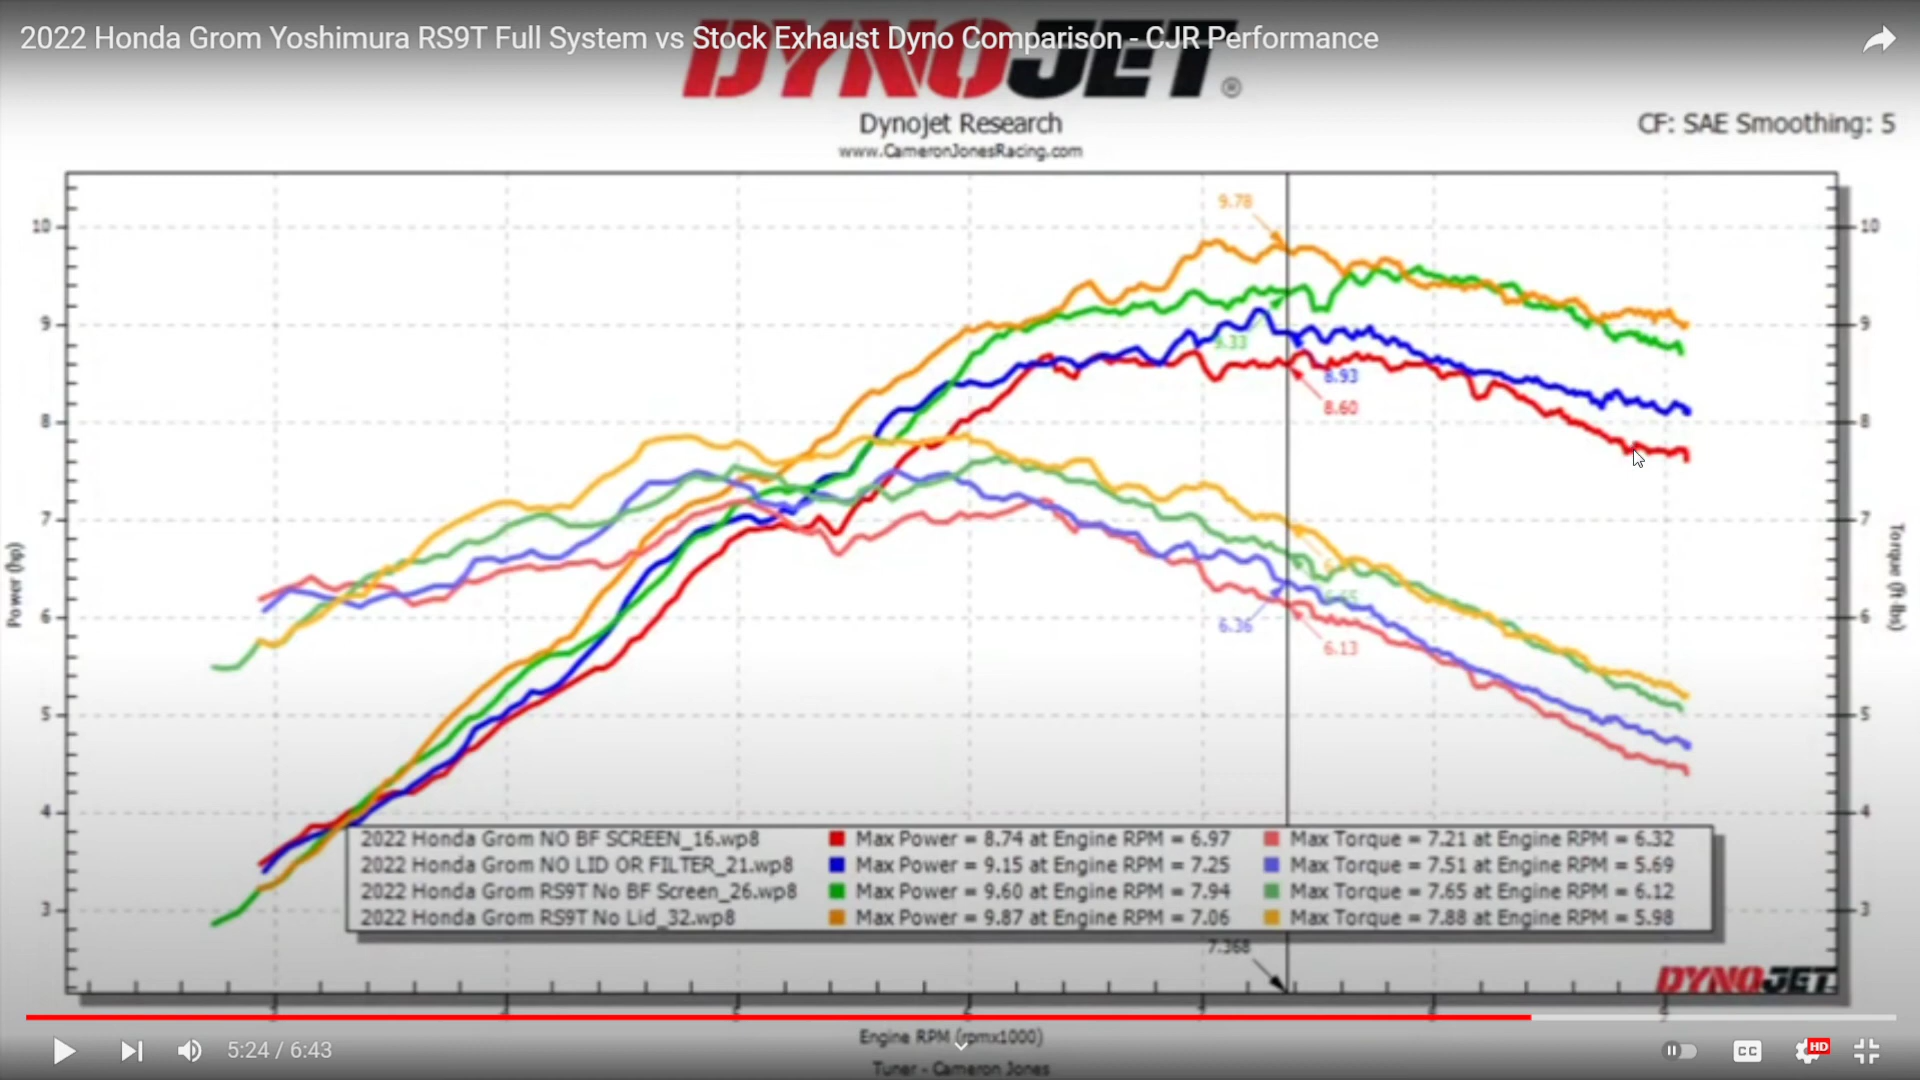 2022 Honda Grom Yoshimura RS9T Full System vs Stock Exhaust Dyno Comparison - CJR Performance
DYNOJET®
Dynojet Research
www.CameronJonesRacing.com
CF: SAE Smoothing: 5
10
9
8
7
6
5
4
3
Power (hp)
10
9
8
7
5
4
3
Torque (ft-lbs)
9.78
9.33
8.93
8.60
6.65
6.36
6.13
2022 Honda Grom NO BF SCREEN_16.wp8 Max Power = 8.74 at Engine RPM = 6.97 Max Torque = 7.21 at Engine RPM = 6.32
2022 Honda Grom NO LID OR FILTER_21.wp8 Max Power = 9.15 at Engine RPM = 7.25 Max Torque = 7.51 at Engine RPM = 5.69
2022 Honda Grom RS9T No BF Screen_26.wp8 Max Power = 9.60 at Engine RPM = 7.94 Max Torque = 7.65 at Engine RPM = 6.12
2022 Honda Grom RS9T No Lid_32.wp8 Max Power = 9.87 at Engine RPM = 7.06 Max Torque = 7.88 at Engine RPM = 5.98
7.368
DYNOJET
Engine RPM (rpmx1000)
5:24 / 6:43
CC
HD
Tuner - Cameron Jones